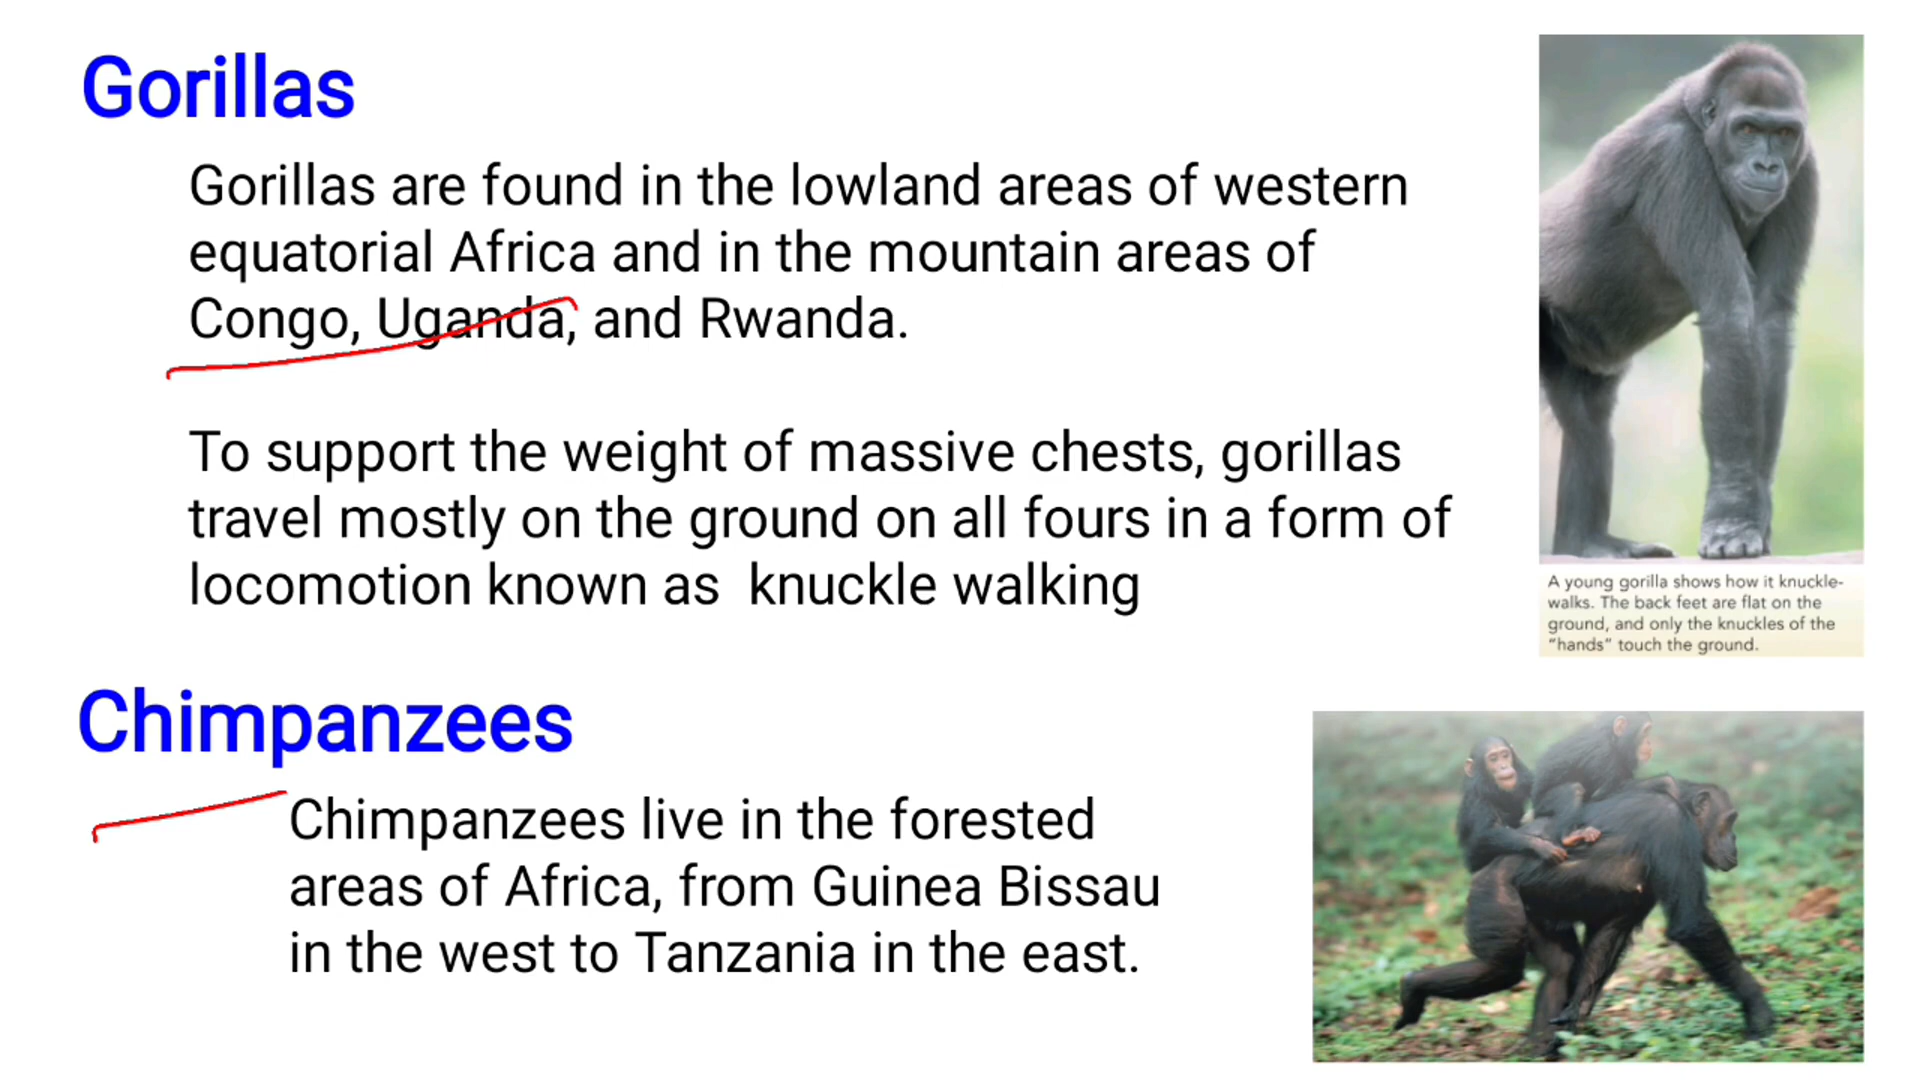 Gorillas
Gorillas are found in the lowland areas of western
equatorial Africa and in the mountain areas of
Congo, Uganda, and Rwanda.
To support the weight of massive chests, gorillas
travel mostly on the ground on all fours in a form of
locomotion known as  knuckle walking
A young gorilla shows how it knuckle-
walks. The back feet are flat on the
ground, and only the knuckles of the
“hands” touch the ground.
Chimpanzees
Chimpanzees live in the forested
areas of Africa, from Guinea Bissau
in the west to Tanzania in the east.